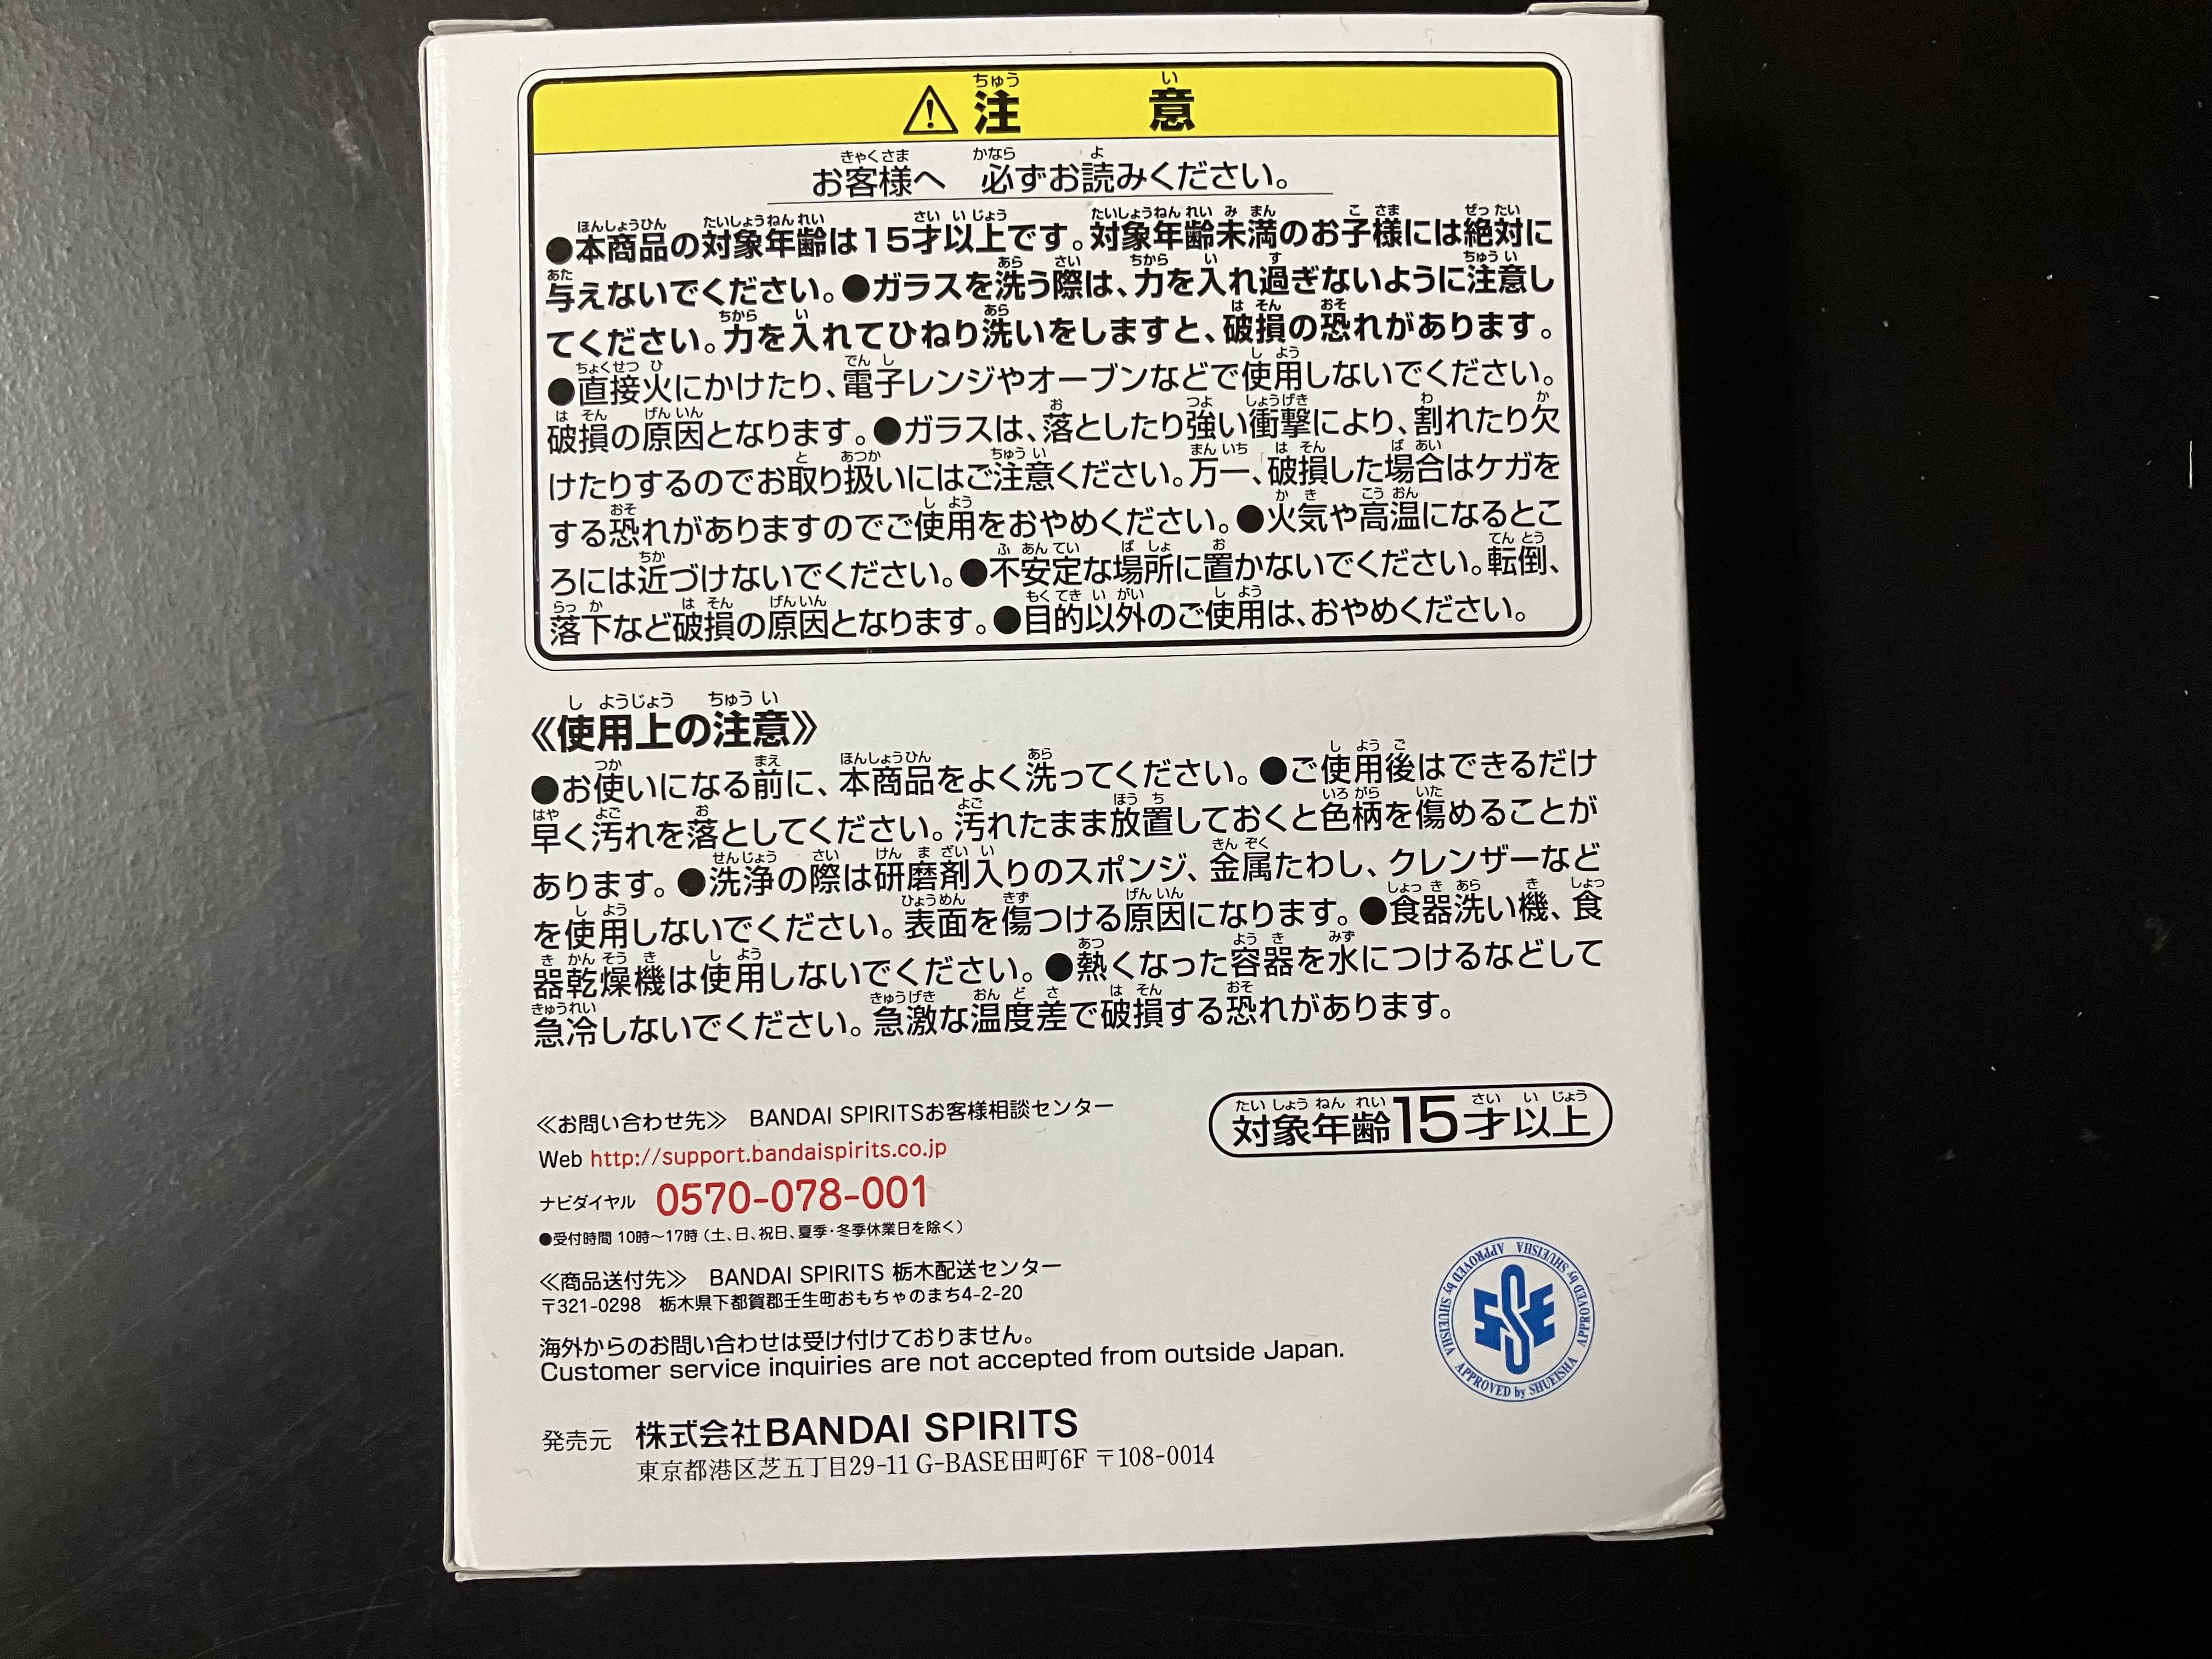 ⚠ 注 意
お客様へ 必ずお読みください。
●本商品の対象年齢は15才以上です。対象年齢未満のお子様には絶対に
与えないでください。●ガラスを洗う際は、力を入れ過ぎないように注意し
てください。力を入れてひねり洗いをしますと、破損の恐れがあります。
●直接火にかけたり、電子レンジやオーブンなどで使用しないでください。
破損の原因となります。●ガラスは、落としたり強い衝撃により、割れたり欠
けたりするのでお取り扱いにはご注意ください。万一、破損した場合はケガを
する恐れがありますのでご使用をおやめください。●火気や高温になるとこ
ろには近づけないでください。●不安定な場所に置かないでください。転倒、
落下など破損の原因となります。●目的以外のご使用は、おやめください。
《使用上の注意》
●お使いになる前に、本商品をよく洗ってください。●ご使用後はできるだけ
早く汚れを落としてください。汚れたまま放置しておくと色柄を傷めることが
あります。●洗浄の際は研磨剤入りのスポンジ、金属たわし、クレンザーなど
を使用しないでください。表面を傷つける原因になります。●食器洗い機、食
器乾燥機は使用しないでください。●熱くなった容器を水につけるなどして
急冷しないでください。急激な温度差で破損する恐れがあります。
≪お問い合わせ先≫ BANDAI SPIRITSお客様相談センター
Web http://support.bandaispirits.co.jp
ナビダイヤル 0570-078-001
●受付時間 10時〜17時(土、日、祝日、夏季・冬季休業日を除く)
対象年齢15才以上
≪商品送付先≫ BANDAI SPIRITS 栃木配送センター
〒321-0298 栃木県下都賀郡壬生町おもちゃのまち4-2-20
海外からのお問い合わせは受け付けておりません。
Customer service inquiries are not accepted from outside Japan.
発売元 株式会社BANDAI SPIRITS
東京都港区芝五丁目29-11 G-BASE田町6F 〒108-0014
APPROVED by SHUEISHA APPROVED by SHUEISHA APPROVED by SHUEISHA
SSE